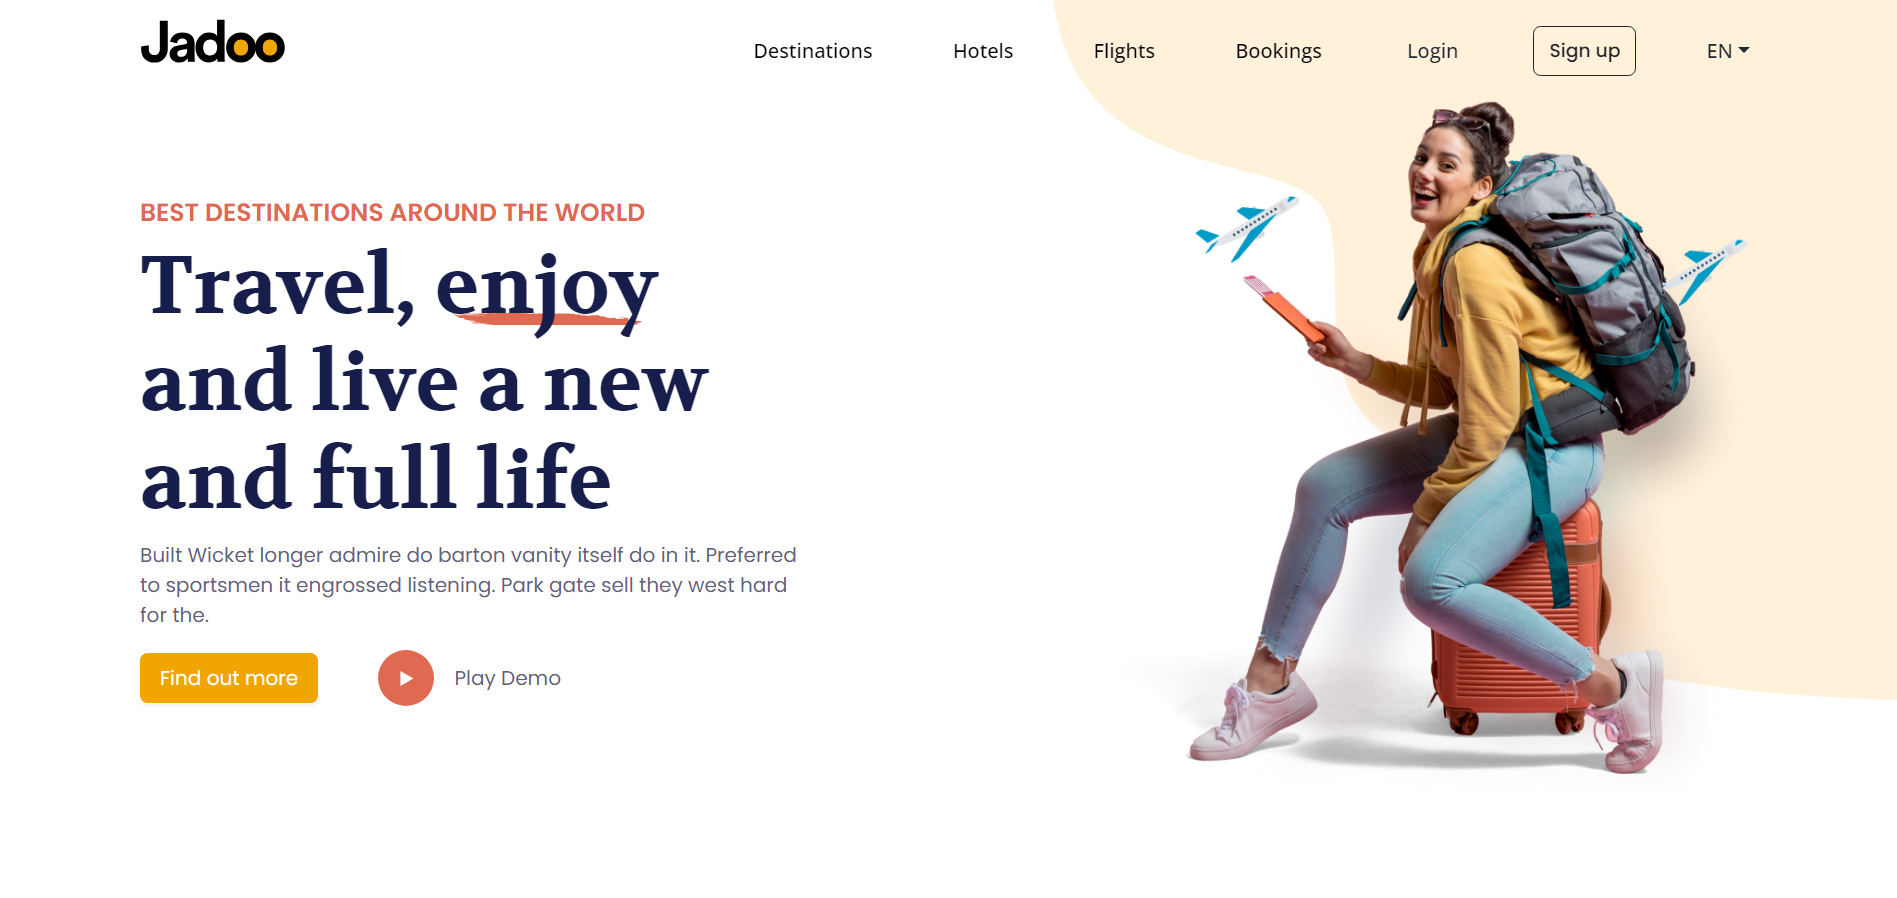 Jadoo
Destinations
Hotels
Flights
Bookings
Login
Sign up
EN
BEST DESTINATIONS AROUND THE WORLD
Travel, enjoy
and live a new
and full life
Built Wicket longer admire do barton vanity itself do in it. Preferred
to sportsmen it engrossed listening. Park gate sell they west hard
for the.
Find out more
Play Demo